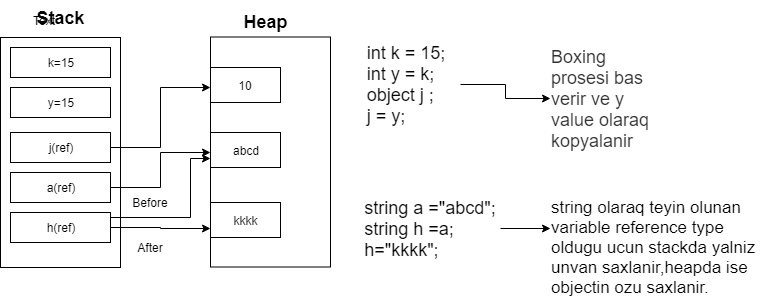 Text
Stack
Heap
k=15
y=15
j(ref)
a(ref)
h(ref)
Before
After
10
abcd
kkkk
int k = 15;
int y = k;
object j ;
j = y;
Boxing
prosesi bas
verir ve y
value olaraq
kopyalanir
string a ="abcd";
string h =a;
h="kkkk";
string olaraq teyin olunan
variable reference type
oldugu ucun stackda yalniz
unvan saxlanir,heapda ise
objectin ozu saxlanir.